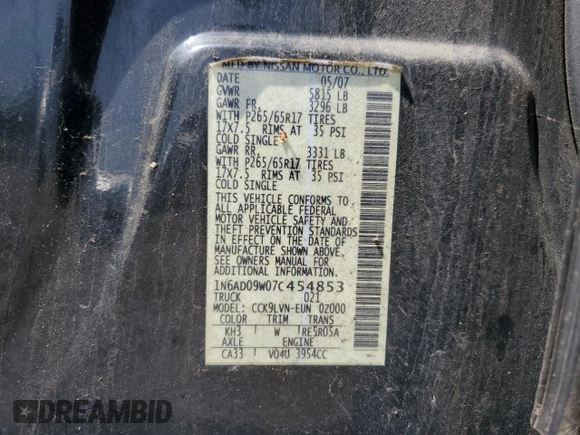 MFD BY NISSAN MOTOR CO., LTD.
DATE 05/07
GVWR 5815 LB
GAWR FR. 3296 LB
WITH P265/65R17 TIRES
17X7.5 RIMS AT 35 PSI
COLD SINGLE
GAWR RR. 3331 LB
WITH P265/65R17 TIRES
17X7.5 RIMS AT 35 PSI
COLD SINGLE
THIS VEHICLE CONFORMS TO
ALL APPLICABLE FEDERAL
MOTOR VEHICLE SAFETY AND
THEFT PREVENTION STANDARDS
IN EFFECT ON THE DATE OF
MANUFACTURE SHOWN ABOVE.
SEE OWNERS MANUAL FOR
ADDITIONAL INFORMATION.
1N6AD09W07C454853
TRUCK 021
MODEL: CCK9LVN-EUN 0Z000
COLOR TRIM TRANS
KH3 W RE5R05A
AXLE ENGINE
CA33 VQ4U 3954CC
DREAMBID